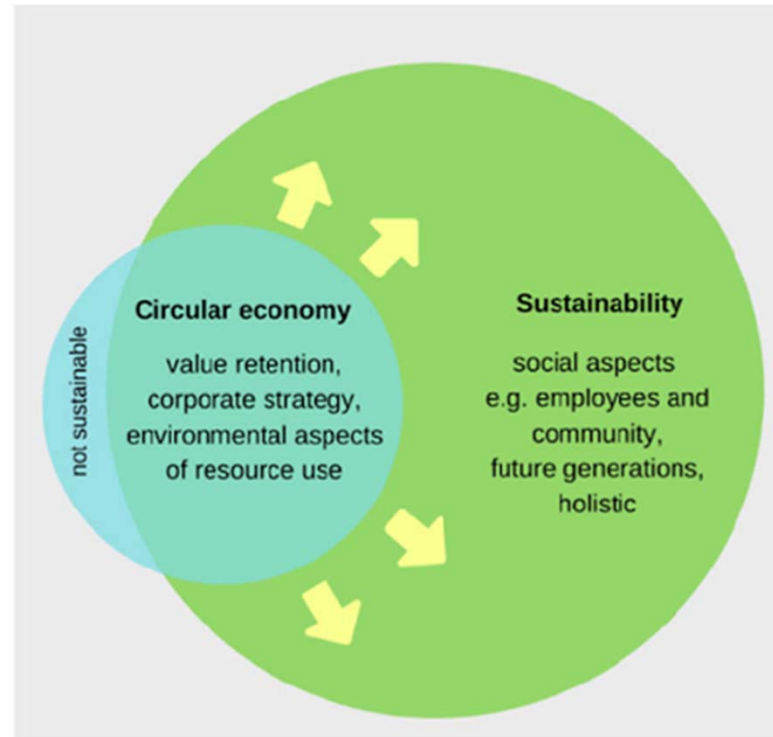 not sustainable
Circular economy
value retention,
corporate strategy,
environmental aspects
of resource use
Sustainability
social aspects
e.g. employees and
community,
future generations,
holistic